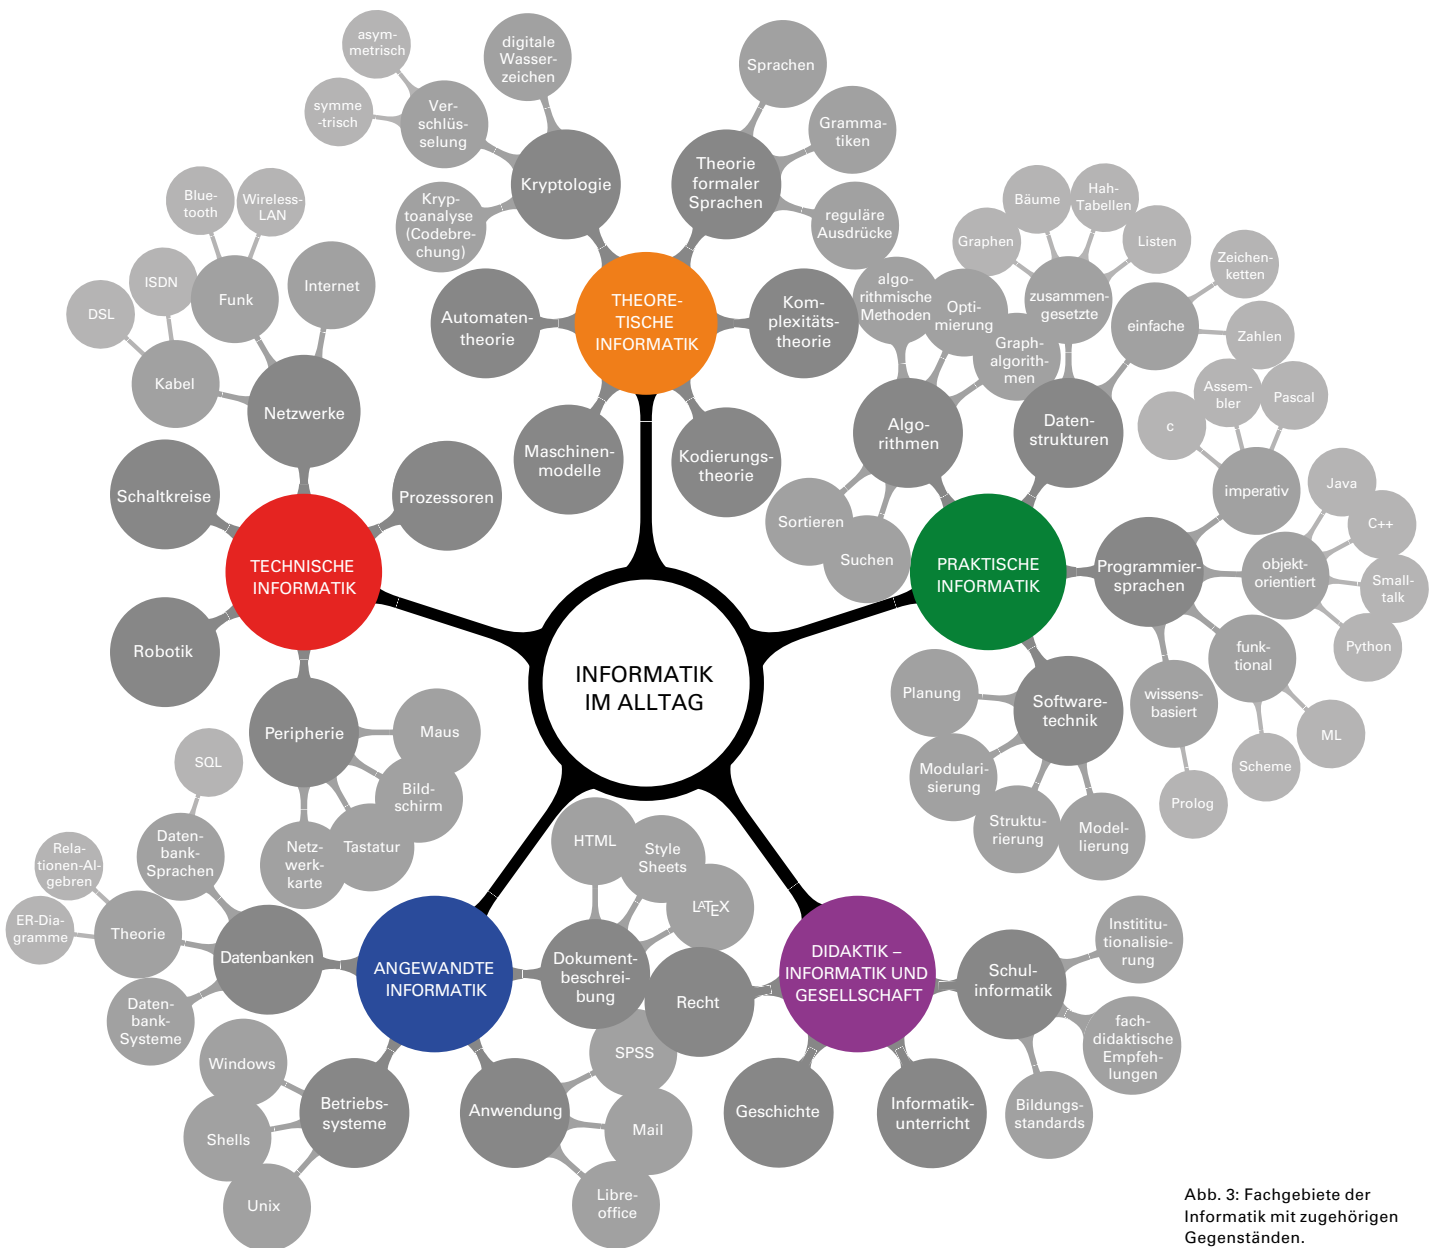 asym-
metrisch
symme
-trisch
Ver-
schlüs-
selung
digitale
Wasser-
zeichen
Kryptologie
Kryp-
toanalyse
(Codebre-
chung)
Sprachen
Gramma-
tiken
Theorie
formaler
Sprachen
reguläre
Ausdrücke
THEORE-
TISCHE
INFORMATIK
Automaten-
theorie
Kom-
plexitäts-
theorie
Maschinen-
modelle
Kodierungs-
theorie
Blue-
tooth
Wireless-
LAN
ISDN
Funk
Internet
DSL
Kabel
Netzwerke
Schaltkreise
Prozessoren
TECHNISCHE
INFORMATIK
Robotik
Peripherie
Maus
Bild-
schirm
Tastatur
Netz-
werk-
karte
algo-
rithmische
Methoden
Opti-
mierung
Graph-
algorith-
men
Algo-
rithmen
Sortieren
Suchen
Graphen
Bäume
Hah-
Tabellen
Listen
zusammen-
gesetzte
Zeichen-
ketten
einfache
Zahlen
Daten-
strukturen
PRAKTISCHE
INFORMATIK
Programmier-
sprachen
c
Assem-
bler
Pascal
imperativ
Java
C++
objekt-
orientiert
Small-
talk
Python
funk-
tional
ML
Scheme
wissens-
basiert
Prolog
Software-
technik
Planung
Modulari-
sierung
Struktu-
rierung
Model-
lierung
INFORMATIK
IM ALLTAG
SQL
Daten-
bank-
Sprachen
Rela-
tionen-Al-
gebren
ER-Dia-
gramme
Theorie
Datenbanken
Daten-
bank-
Systeme
ANGEWANDTE
INFORMATIK
HTML
Style
Sheets
LATEX
Dokument-
beschrei-
bung
Windows
Shells
Unix
Betriebs-
systeme
Anwendung
SPSS
Mail
Libre-
office
DIDAKTIK –
INFORMATIK UND
GESELLSCHAFT
Recht
Geschichte
Informatik-
unterricht
Schul-
informatik
Instititu-
tionalisie-
rung
fach-
didaktische
Empfeh-
lungen
Bildungs-
standards
Abb. 3: Fachgebiete der
Informatik mit zugehörigen
Gegenständen.